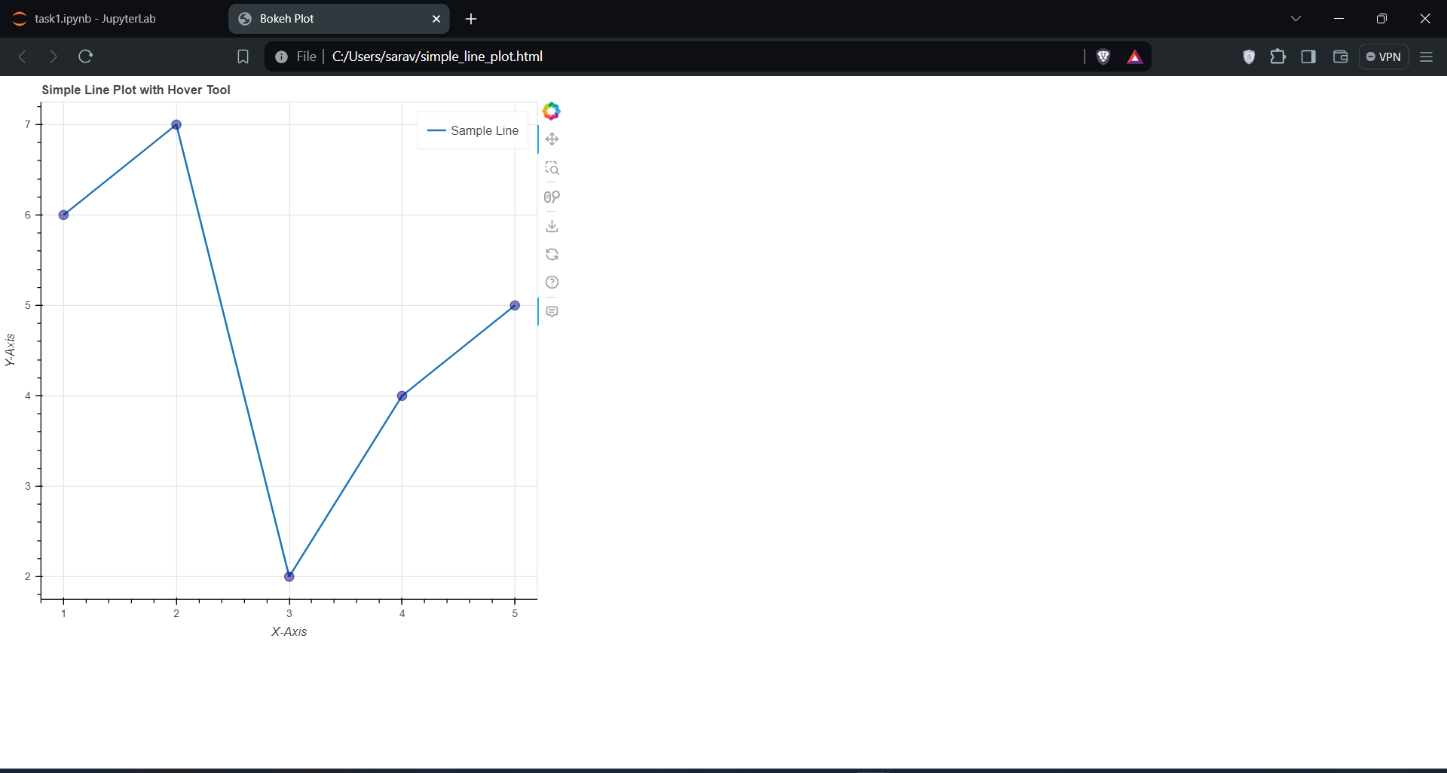 task1.ipynb - JupyterLab
Bokeh Plot
File
C:/Users/sarav/simple_line_plot.html
VPN
Simple Line Plot with Hover Tool
Sample Line
7
6
5
4
3
2
Y-Axis
1 2 3 4 5
X-Axis